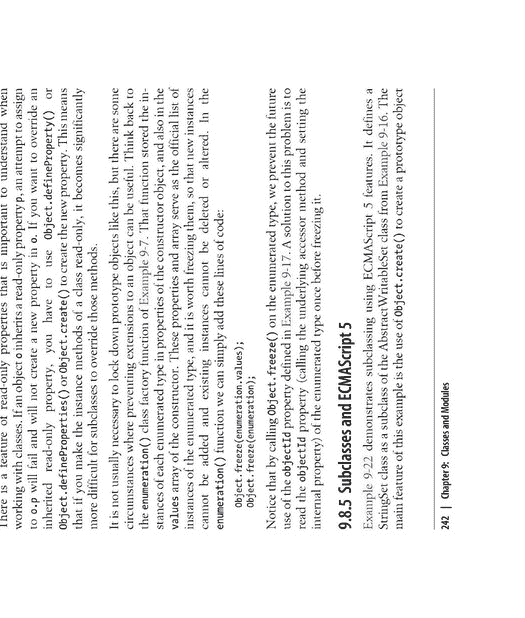 There is a feature of read-only properties that is important to understand when
working with classes. If an object o inherits a read-only property p, an attempt to assign
to o.p will fail and will not create a new property in o. If you want to override an
inherited read-only property, you have to use Object.defineProperty() or
Object.defineProperties() or Object.create() to create the new property. This means
that if you make the instance methods of a class read-only, it becomes significantly
more difficult for subclasses to override those methods.
It is not usually necessary to lock down prototype objects like this, but there are some
circumstances where preventing extensions to an object can be useful. Think back to
the enumeration() class factory function of Example 9-7. That function stored the in-
stances of each enumerated type in properties of the constructor object, and also in the
values array of the constructor. These properties and array serve as the official list of
instances of the enumerated type, and it is worth freezing them, so that new instances
cannot be added and existing instances cannot be deleted or altered. In the
enumeration() function we can simply add these lines of code:
Object.freeze(enumeration.values);
Object.freeze(enumeration);
Notice that by calling Object.freeze() on the enumerated type, we prevent the future
use of the objectId property defined in Example 9-17. A solution to this problem is to
read the objectId property (calling the underlying accessor method and setting the
internal property) of the enumerated type once before freezing it.
9.8.5 Subclasses and ECMAScript 5
Example 9-22 demonstrates subclassing using ECMAScript 5 features. It defines a
StringSet class as a subclass of the AbstractWritableSet class from Example 9-16. The
main feature of this example is the use of Object.create() to create a prototype object
242 | Chapter 9: Classes and Modules